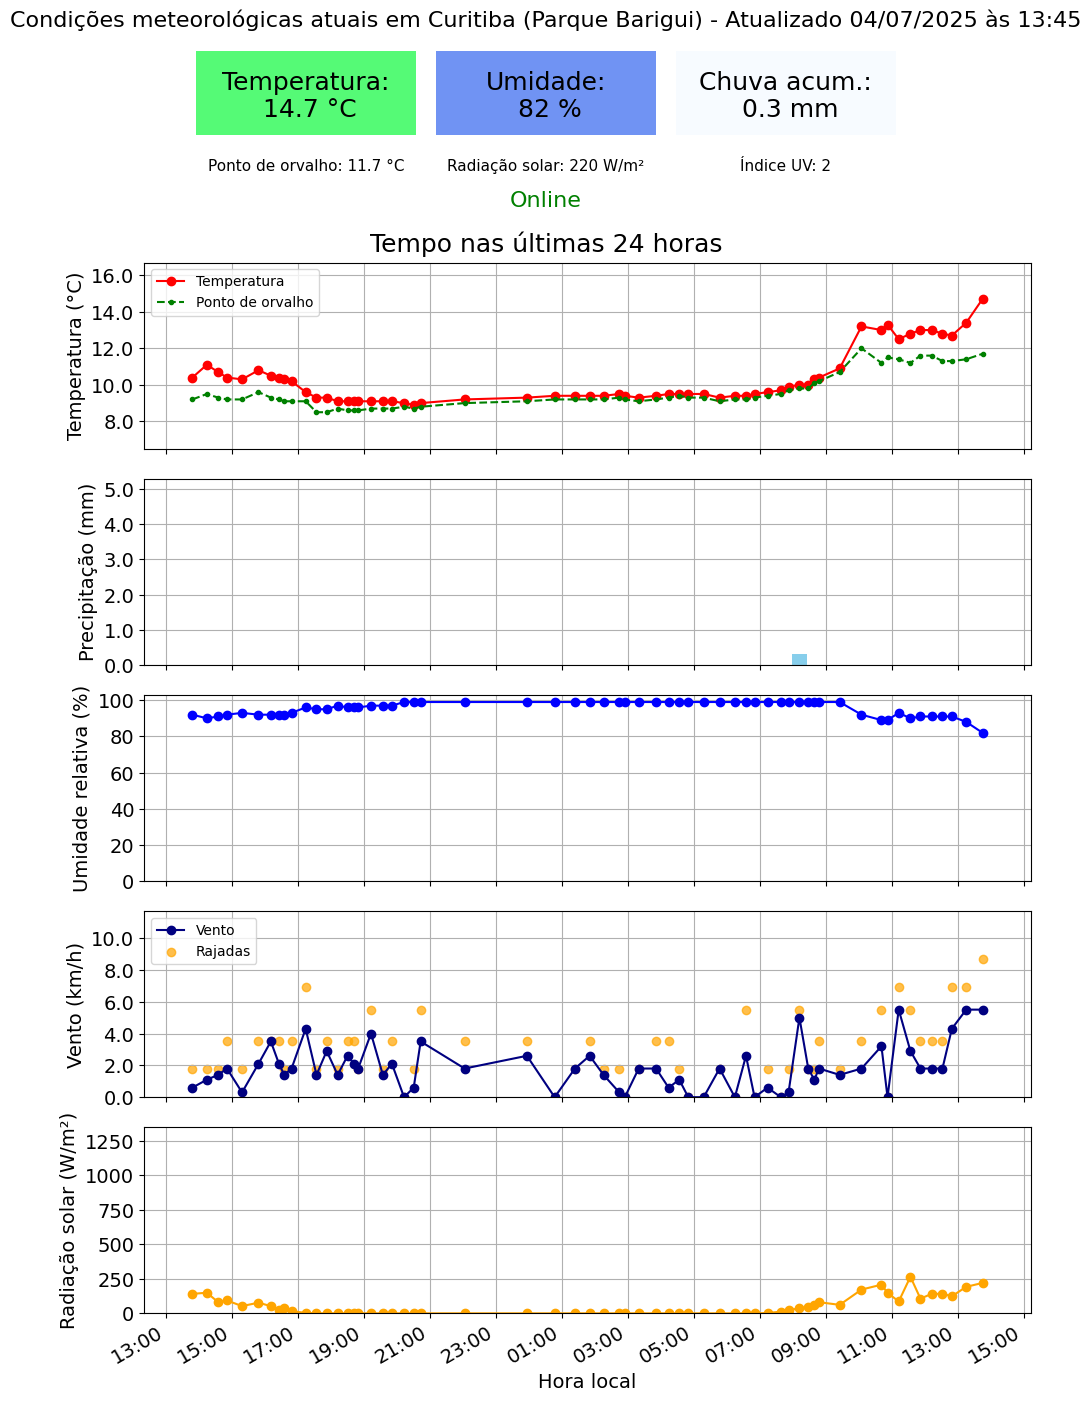 Condições meteorológicas atuais em Curitiba (Parque Barigui) - Atualizado 04/07/2025 às 13:45
Temperatura:
14.7 °C
Umidade:
82 %
Chuva acum.:
0.3 mm
Ponto de orvalho: 11.7 °C
Radiação solar: 220 W/m²
Índice UV: 2
Online
Tempo nas últimas 24 horas
Temperatura (°C)
16.0
14.0
12.0
10.0
8.0
Temperatura
Ponto de orvalho
Precipitação (mm)
5.0
4.0
3.0
2.0
1.0
0.0
Umidade relativa (%)
100
80
60
40
20
0
Vento (km/h)
10.0
8.0
6.0
4.0
2.0
0.0
Vento
Rajadas
Radiação solar (W/m²)
1250
1000
750
500
250
0
13:00
15:00
17:00
19:00
21:00
23:00
01:00
03:00
05:00
07:00
09:00
11:00
13:00
15:00
Hora local